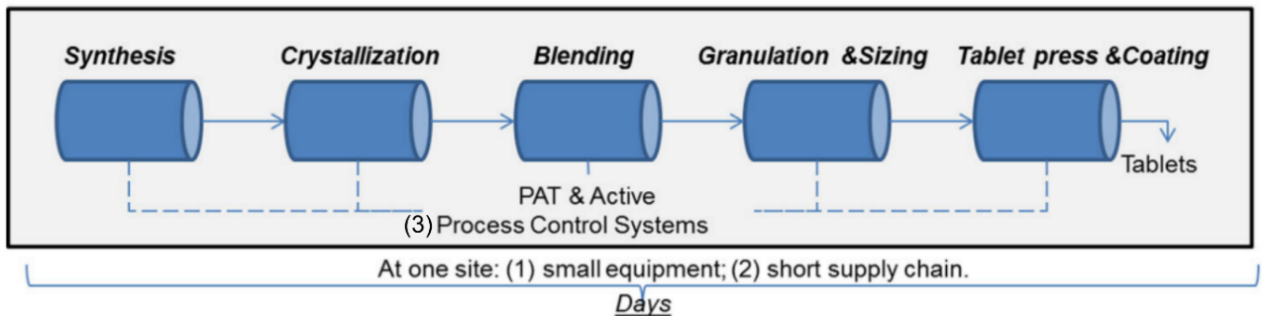 Synthesis
Crystallization
Blending
Granulation &Sizing
Tablet press &Coating
Tablets
PAT & Active
(3) Process Control Systems
At one site: (1) small equipment; (2) short supply chain.
Days